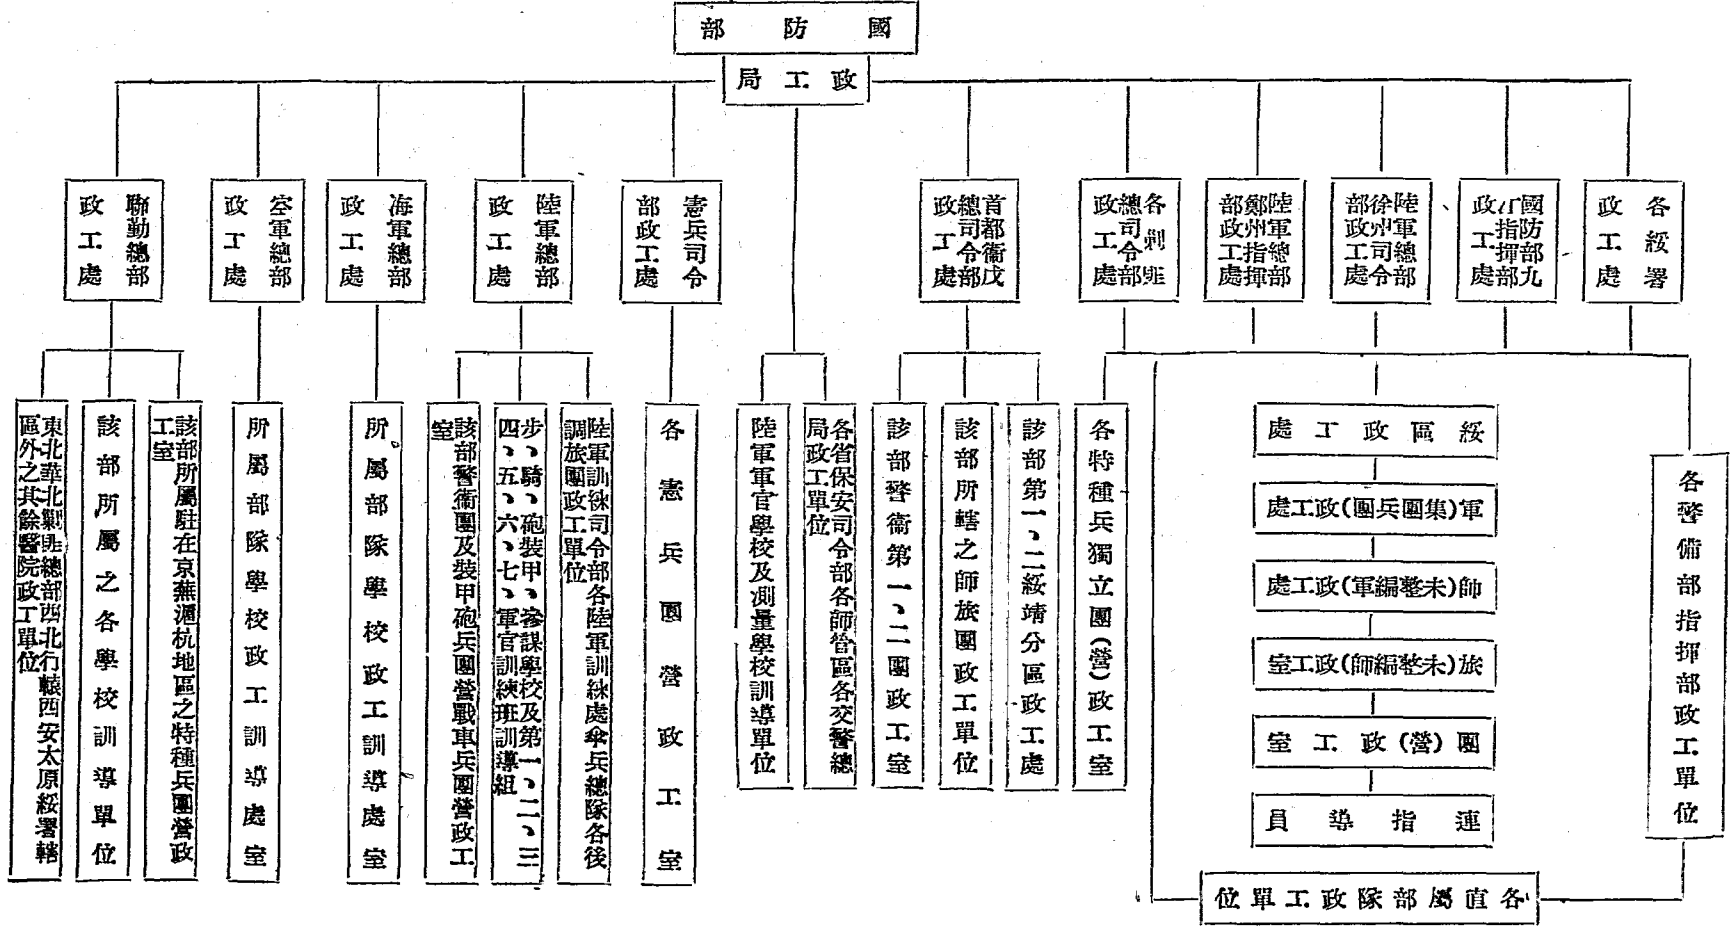 國防部
政工局
各綏署
政工處
國防部九
江指揮部
政工處
陸軍總部
徐州司令
部政工處
陸軍總部
鄭州指揮
部政工處
各剿匪
總司令部
政工處
首都衞戍
總司令部
政工處
憲兵司令
部政工處
陸軍總部
政工處
海軍總部
政工處
空軍總部
政工處
聯勤總部
政工處
各警備部指揮部政工單位
綏區政工處
軍(集團兵團)政工處
師(未整編軍)政工處
旅(未整編師)政工室
團(營)政工室
連指導員
各直屬部隊政工單位
各特種兵獨立團(營)政工室
該部第一、二綏靖分區政工處
該部所轄之師旅團政工單位
該部警衞第一、二團政工室
各省保安司令部各師管區各交警總
局政工單位
陸軍軍官學校及測量學校訓導單位
各憲兵團營政工室
陸軍訓練司令部各陸軍訓練處傘兵總隊各後
調旅團政工單位
步、騎、砲裝甲、參謀學校及第一、二、三
四、五、六、七、軍官訓練班訓導組
該部警衞團及裝甲砲兵團營戰車兵團營政工
室
所屬部隊學校政工訓導處室
所屬部隊學校政工訓導處室
該部所屬駐在京蕪滬杭地區之特種兵團營政
工室
該部所屬之各學校訓導單位
東北華北剿匪總部西北行轅西安太原綏署轄
區外之其餘醫院政工單位